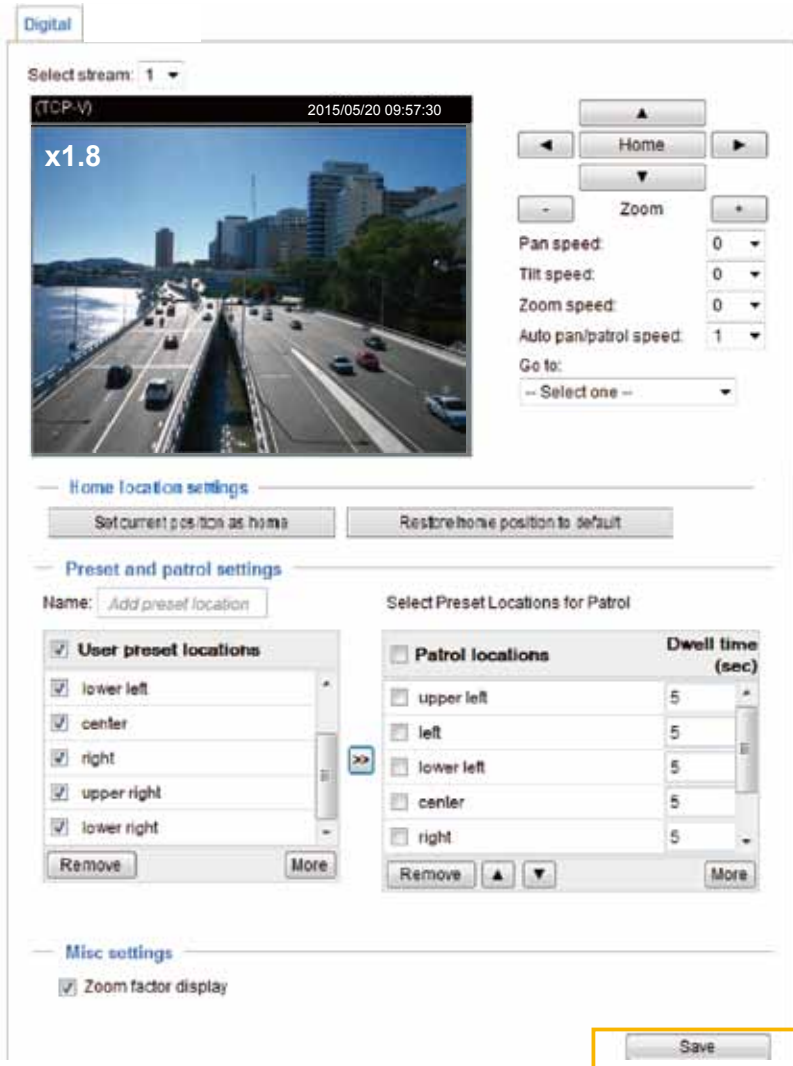 Digital
Select stream: 1
(TCP-V) 2015/05/20 09:57:30
x1.8
Home
- Zoom +
Pan speed: 0
Tilt speed: 0
Zoom speed: 0
Auto pan/patrol speed: 1
Go to:
-- Select one --
Home location settings
Set current position as home Restore home position to default
Preset and patrol settings
Name: Add preset location Select Preset Locations for Patrol
User preset locations
lower left
center
right
upper right
lower right
Remove More
>>
Patrol locations Dwell time (sec)
upper left 5
left 5
lower left 5
center 5
right 5
Remove More
Misc settings
Zoom factor display
Save